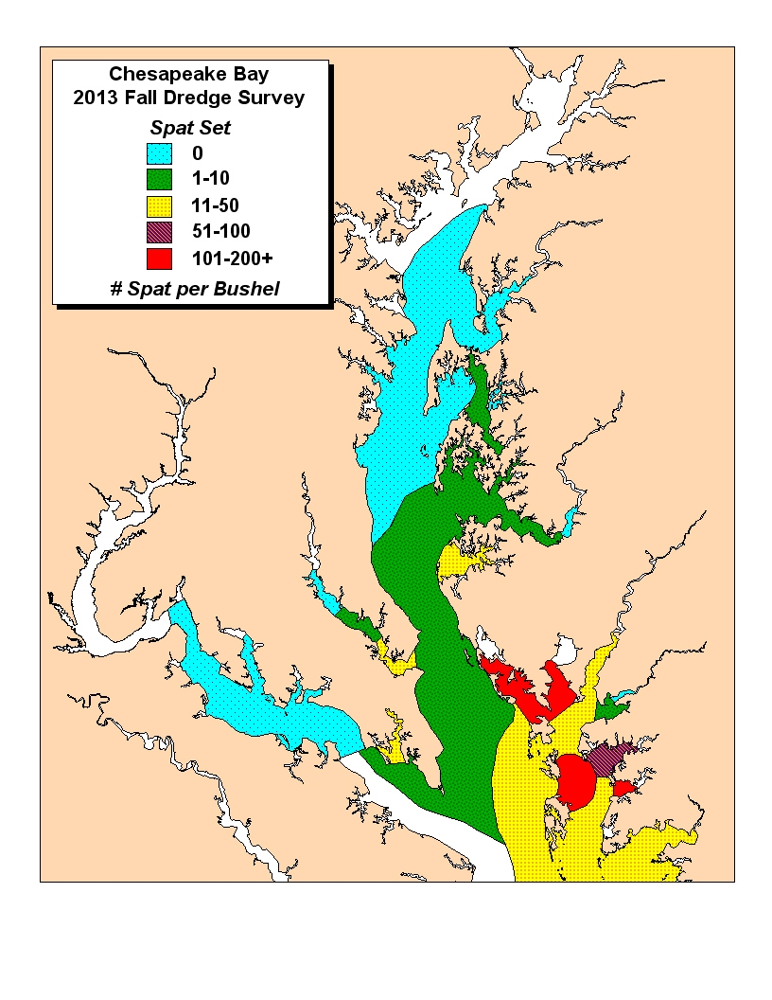 Chesapeake Bay
2013 Fall Dredge Survey
Spat Set
0
1-10
11-50
51-100
101-200+
# Spat per Bushel